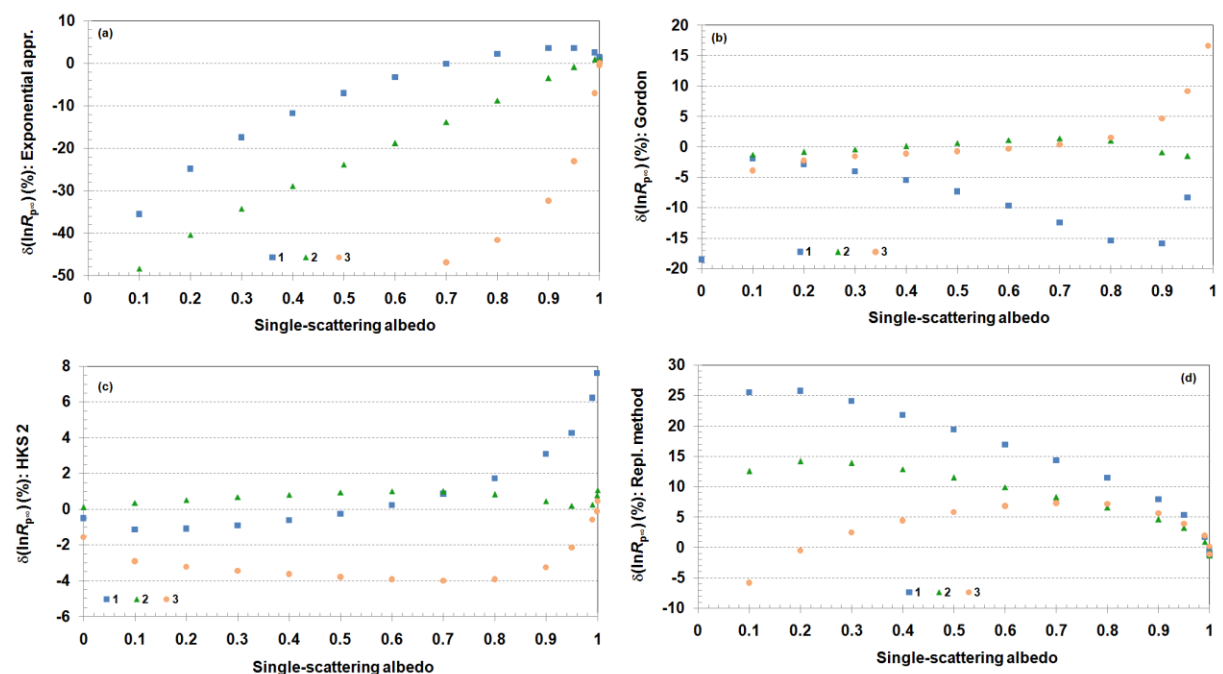 (a)
δ(lnRp∞) (%): Exponential appr.
10
0
-10
-20
-30
-40
-50
1 2 3
0 0.1 0.2 0.3 0.4 0.5 0.6 0.7 0.8 0.9 1
Single-scattering albedo
(b)
δ(lnRp∞) (%): Gordon
20
15
10
5
0
-5
-10
-15
-20
1 2 3
0 0.1 0.2 0.3 0.4 0.5 0.6 0.7 0.8 0.9 1
Single-scattering albedo
(c)
δ(lnRp∞) (%): HKS 2
8
6
4
2
0
-2
-4
-6
1 2 3
0 0.1 0.2 0.3 0.4 0.5 0.6 0.7 0.8 0.9 1
Single-scattering albedo
(d)
δ(lnRp∞) (%): Repl. method
30
25
20
15
10
5
0
-5
-10
1 2 3
0 0.1 0.2 0.3 0.4 0.5 0.6 0.7 0.8 0.9 1
Single-scattering albedo